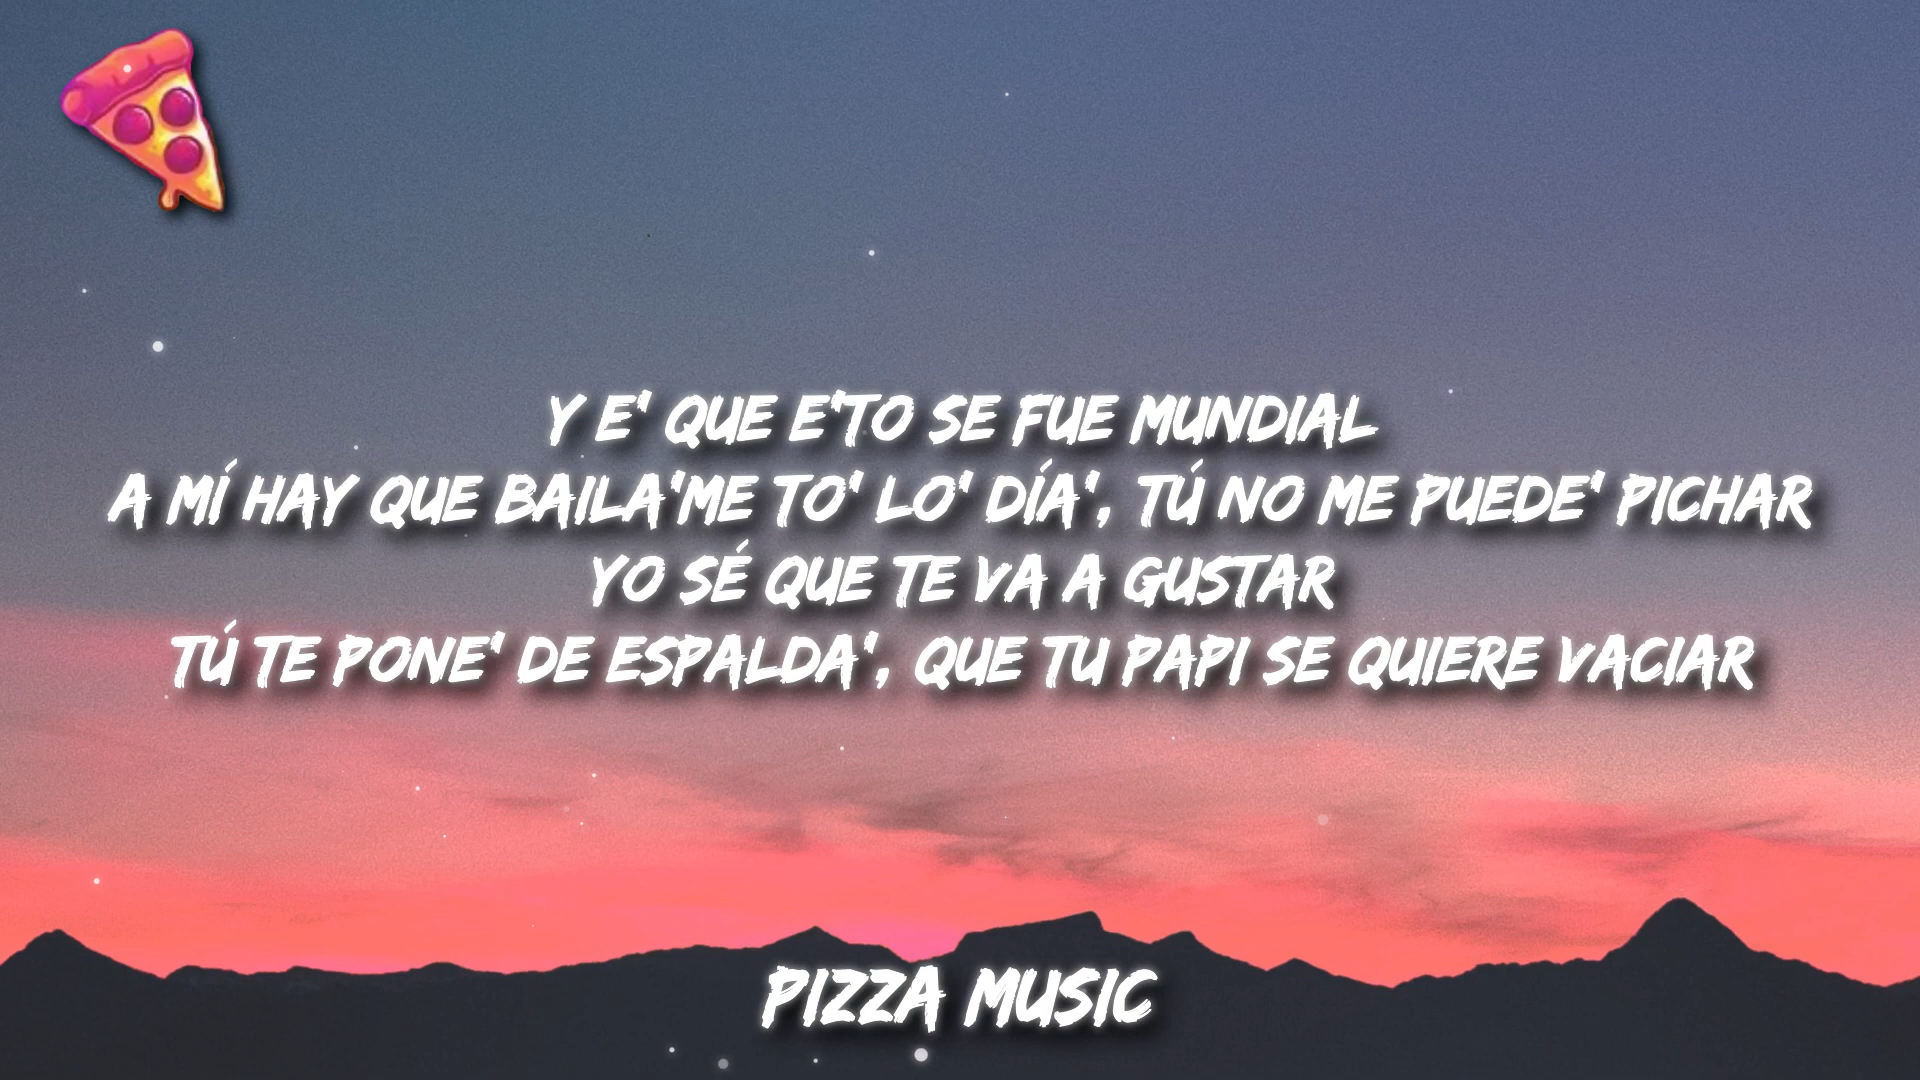 Y E' QUE E'TO SE FUE MUNDIAL
A MÍ HAY QUE BAILA'ME TO' LO' DÍA', TÚ NO ME PUEDE' PICHAR
YO SÉ QUE TE VA A GUSTAR
TÚ TE PONE' DE ESPALDA', QUE TU PAPI SE QUIERE VACIAR
PIZZA MUSIC